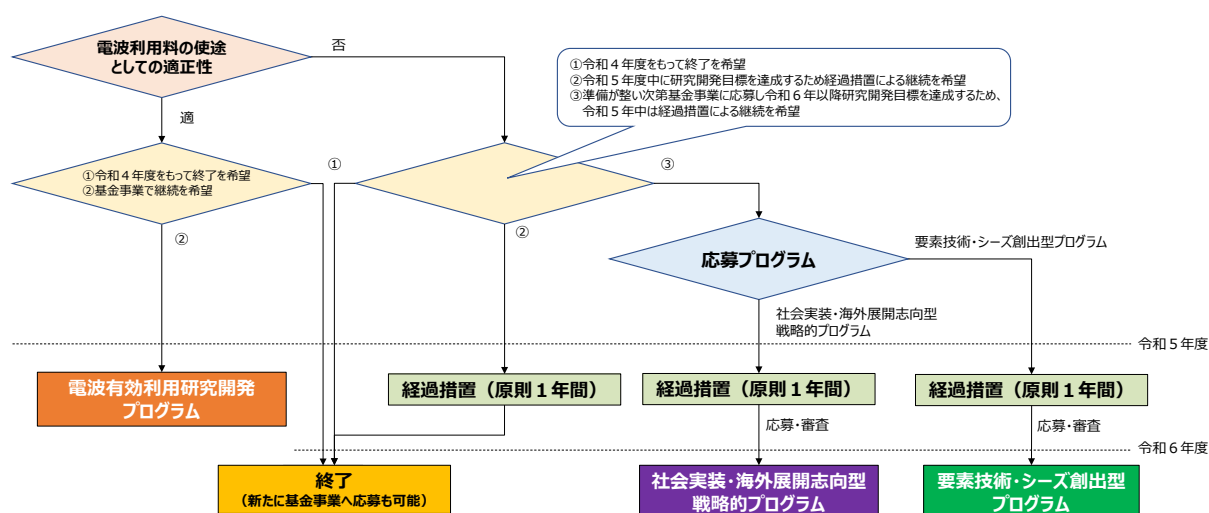 電波利用料の使途
としての適正性
否
①令和４年度をもって終了を希望
②令和５年度中に研究開発目標を達成するため経過措置による継続を希望
③準備が整い次第基金事業に応募し令和６年以降研究開発目標を達成するため、
令和５年中は経過措置による継続を希望
適
①令和４年度をもって終了を希望
②基金事業で継続を希望
①
③
②
②
応募プログラム
要素技術・シーズ創出型プログラム
社会実装・海外展開志向型
戦略的プログラム
令和５年度
電波有効利用研究開発
プログラム
経過措置（原則１年間）
経過措置（原則１年間）
経過措置（原則１年間）
応募・審査
応募・審査
令和６年度
終了
（新たに基金事業へ応募も可能）
社会実装・海外展開志向型
戦略的プログラム
要素技術・シーズ創出型
プログラム